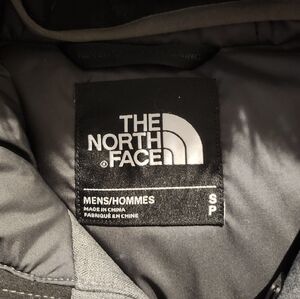 THE
NORTH
FACE
MENS/HOMMES
MADE IN CHINA
FABRIQUÉ EN CHINE
S
P